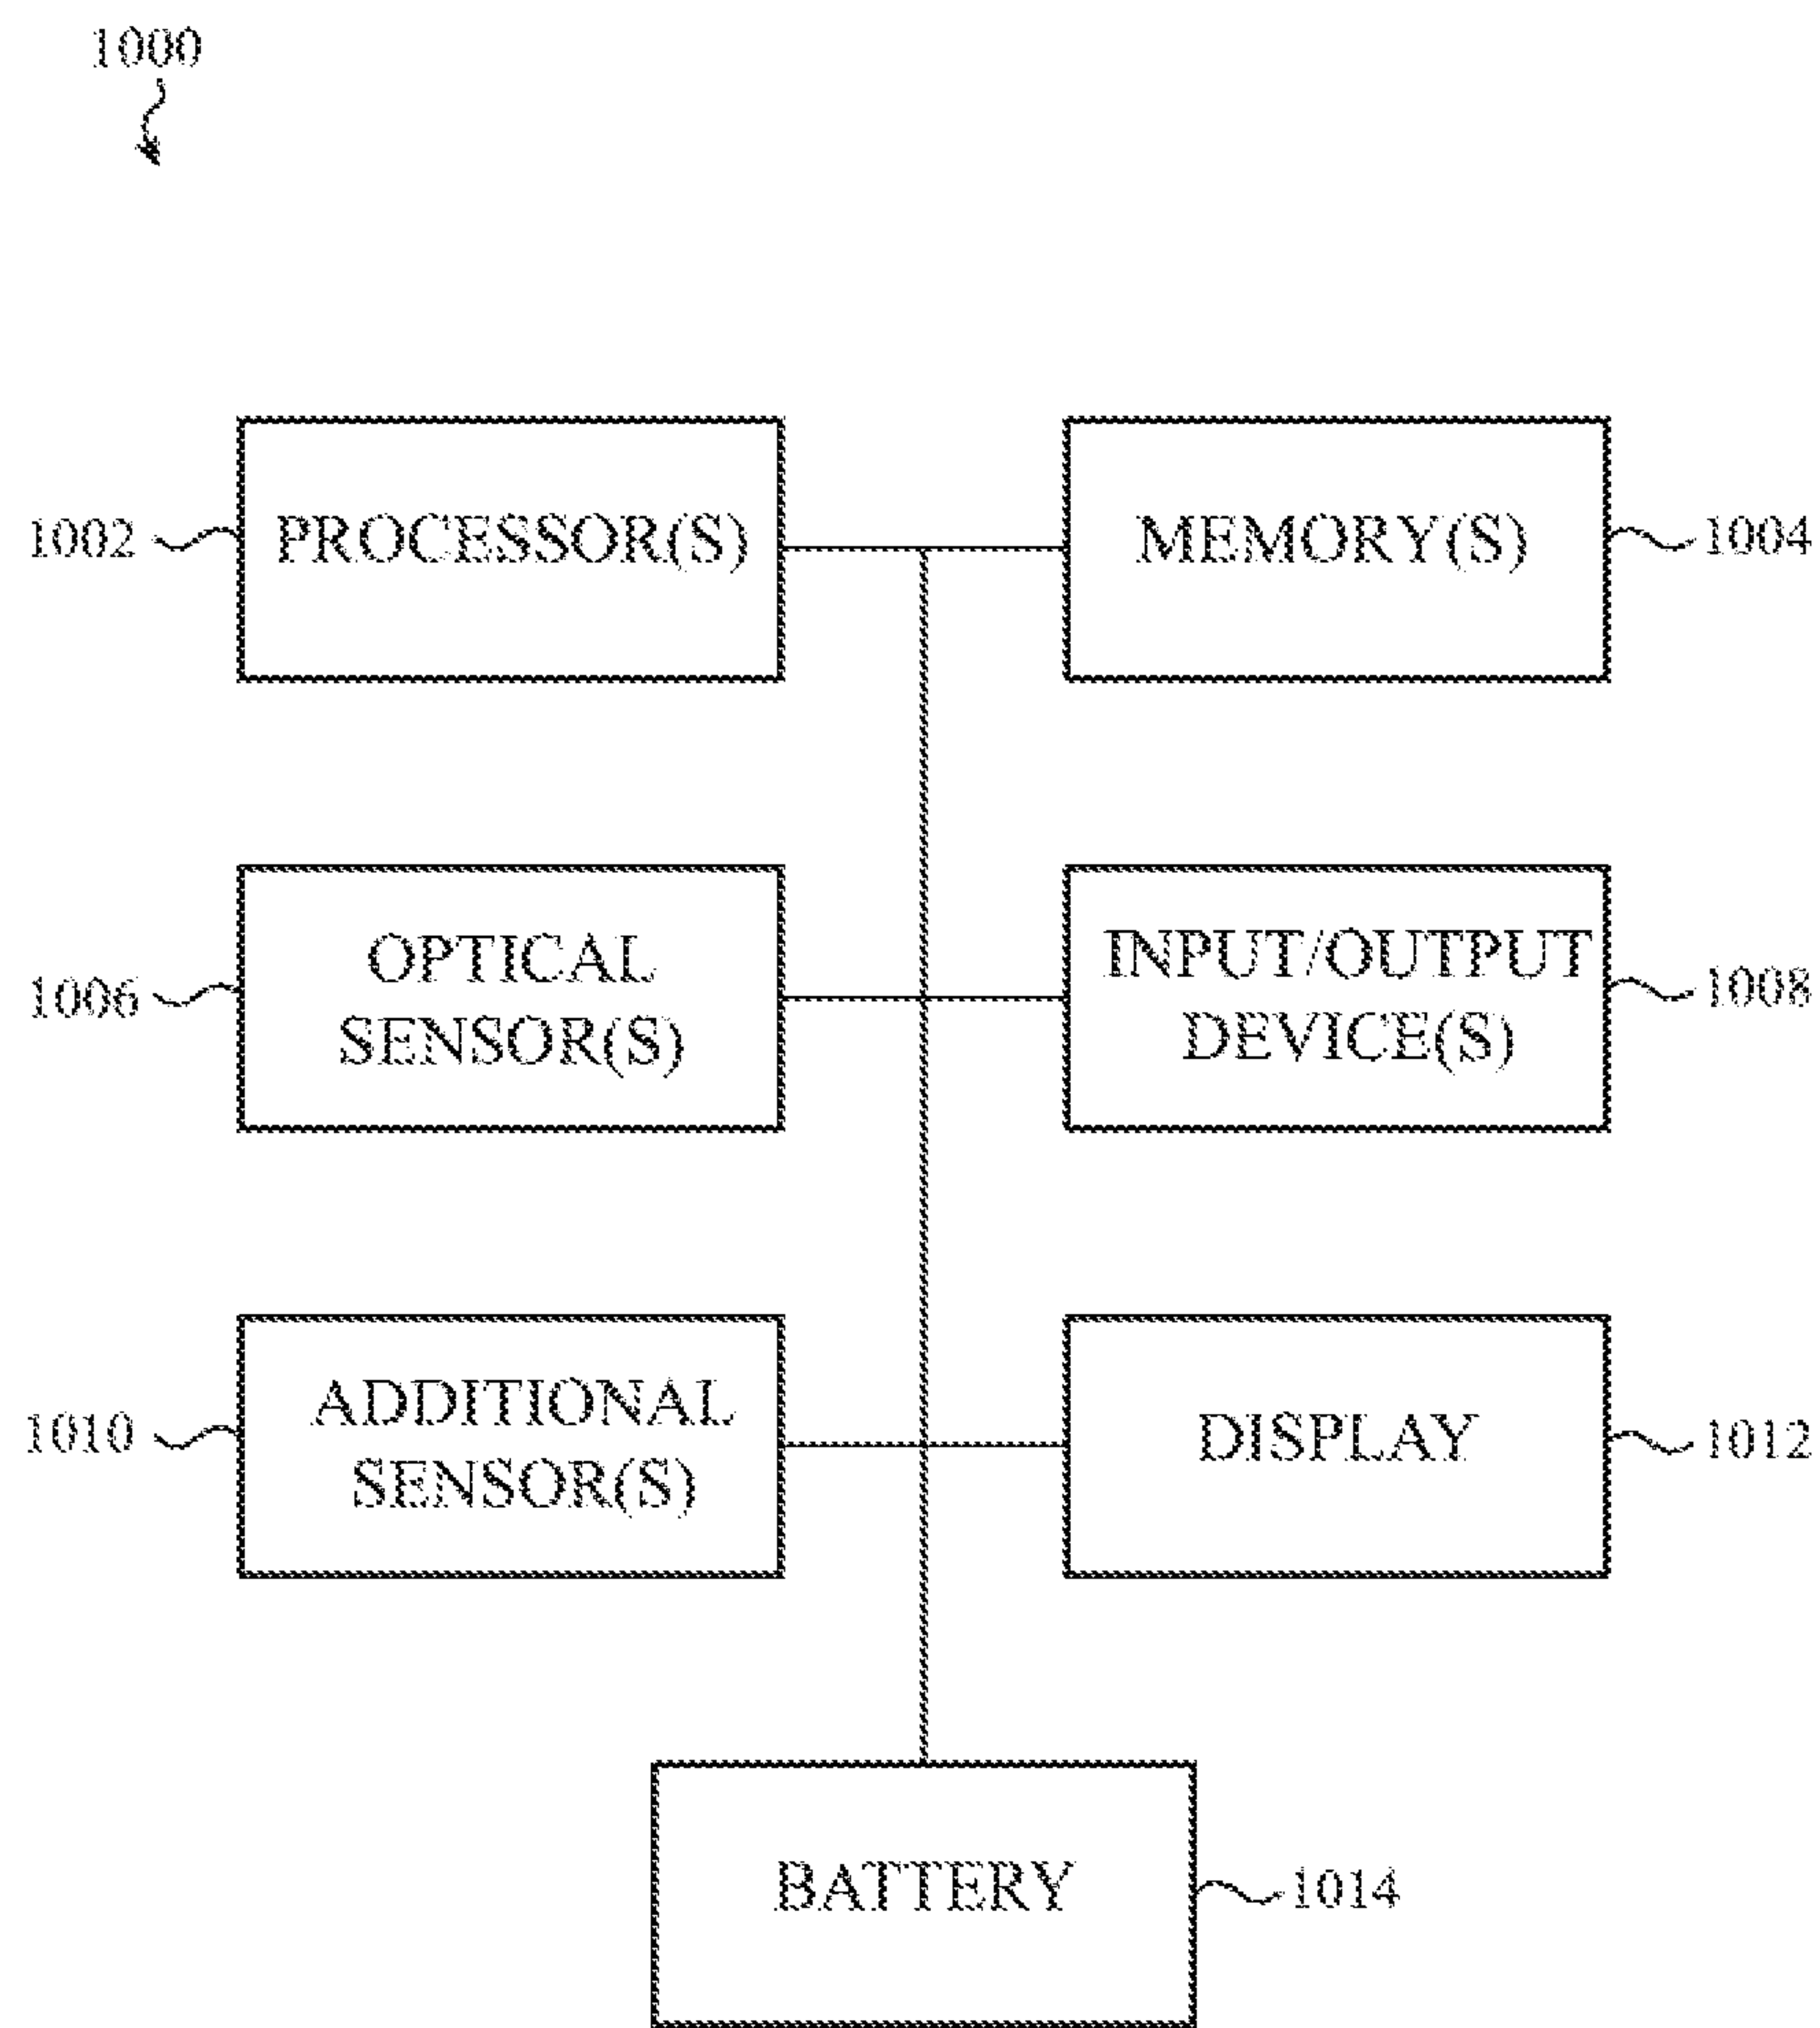 1000
1002
PROCESSOR(S)
MEMORY(S)
1004
1006
OPTICAL
SENSOR(S)
INPUT/OUTPUT
DEVICE(S)
1008
1010
ADDITIONAL
SENSOR(S)
DISPLAY
1012
BATTERY
1014